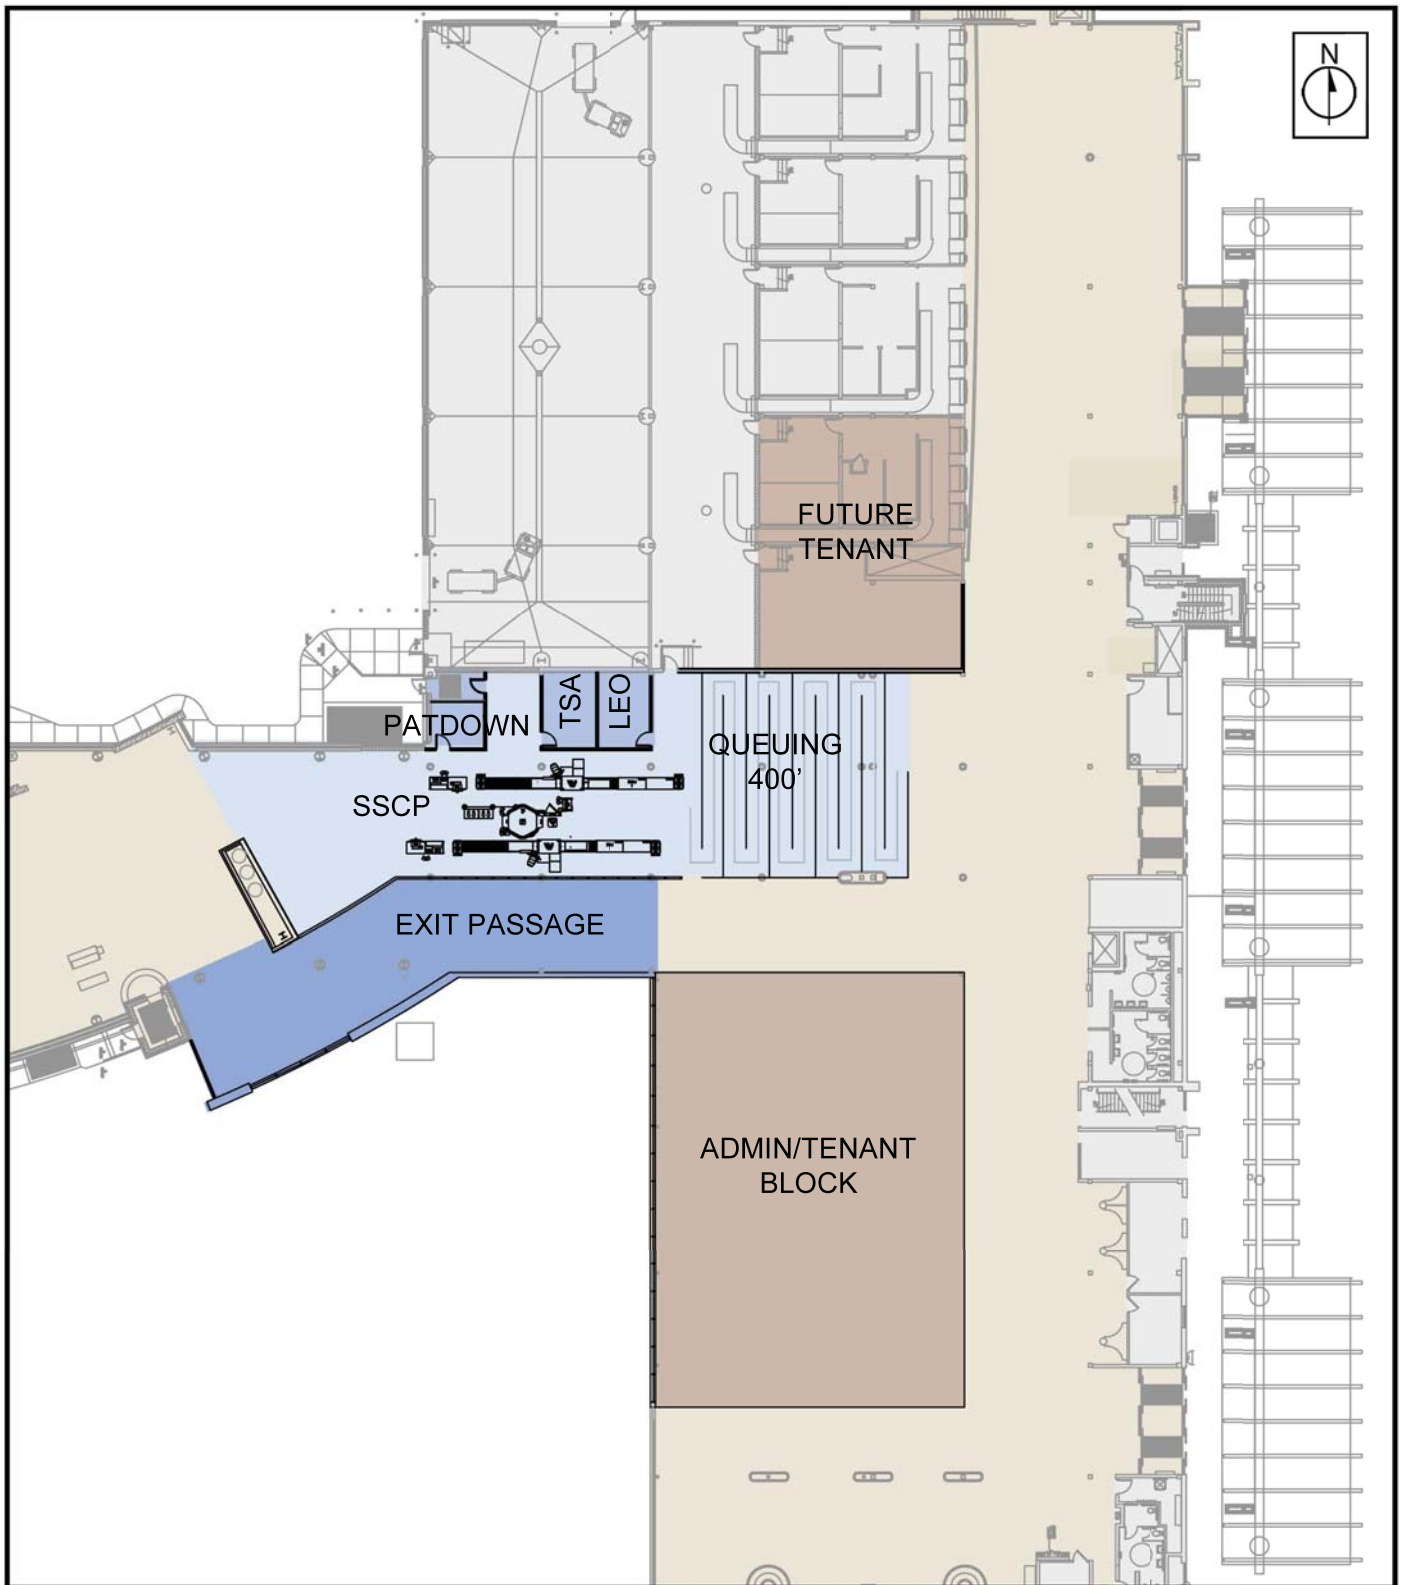 N
FUTURE
TENANT
PATDOWN
TSA
LEO
QUEUING
400’
SSCP
EXIT PASSAGE
ADMIN/TENANT
BLOCK